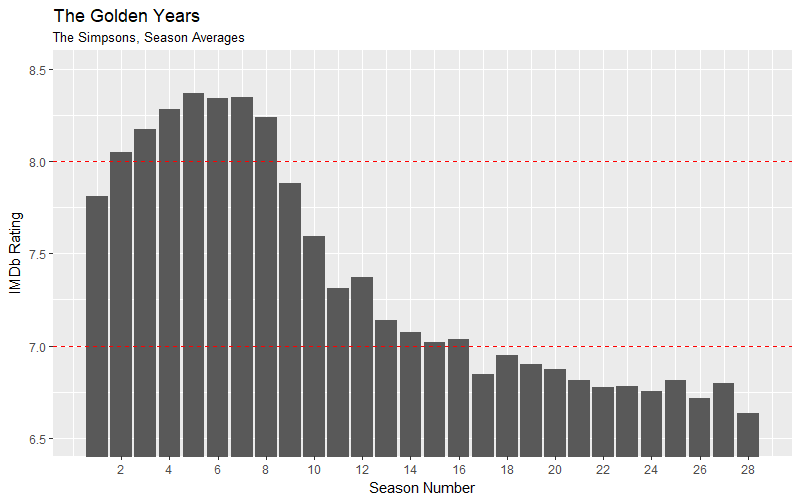 The Golden Years
The Simpsons, Season Averages
8.5
8.0
7.5
7.0
6.5
IMDb Rating
2 4 6 8 10 12 14 16 18 20 22 24 26 28
Season Number